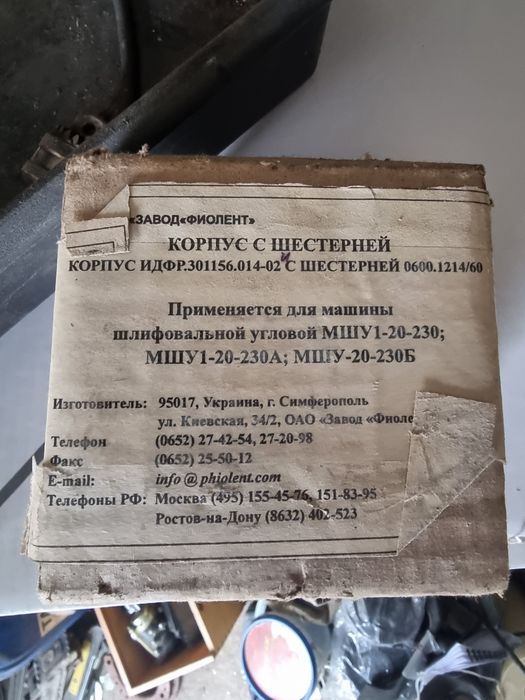 «ЗАВОД«ФИОЛЕНТ»
КОРПУС С ШЕСТЕРНЕЙ
КОРПУС ИДФР.301156.014-02 И С ШЕСТЕРНЕЙ 0600.1214/60
Применяется для машины
шлифовальной угловой МШУ1-20-230;
МШУ1-20-230А; МШУ-20-230Б
Изготовитель: 95017, Украина, г. Симферополь
ул. Киевская, 34/2, ОАО «Завод «Фиоле
Телефон (0652) 27-42-54, 27-20-98
Факс (0652) 25-50-12
E-mail: info @ phiolent.com
Телефоны РФ: Москва (495) 155-45-76, 151-83-95
Ростов-на-Дону (8632) 402-523